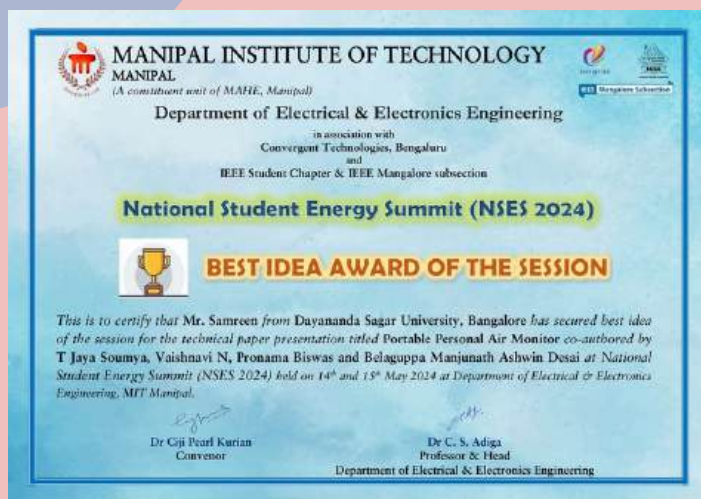 MANIPAL INSTITUTE OF TECHNOLOGY
MANIPAL
(A constituent unit of MAHE, Manipal)
Department of Electrical & Electronics Engineering
in association with
Convergent Technologies, Bengaluru
and
IEEE Student Chapter & IEEE Mangalore subsection
IEEE Mangalore Subsection
National Student Energy Summit (NSES 2024)
BEST IDEA AWARD OF THE SESSION
This is to certify that Mr. Samreen from Dayananda Sagar University, Bangalore has secured best idea
of the session for the technical paper presentation titled Portable Personal Air Monitor co-authored by
T Jaya Soumya, Vaishnavi N, Pronama Biswas and Belaguppa Manjunath Ashwin Desai at National
Student Energy Summit (NSES 2024) held on 14th and 15th May 2024 at Department of Electrical & Electronics
Engineering, MIT Manipal.
Dr Ciji Pearl Kurian
Convenor
Dr C. S. Adiga
Professor & Head
Department of Electrical & Electronics Engineering